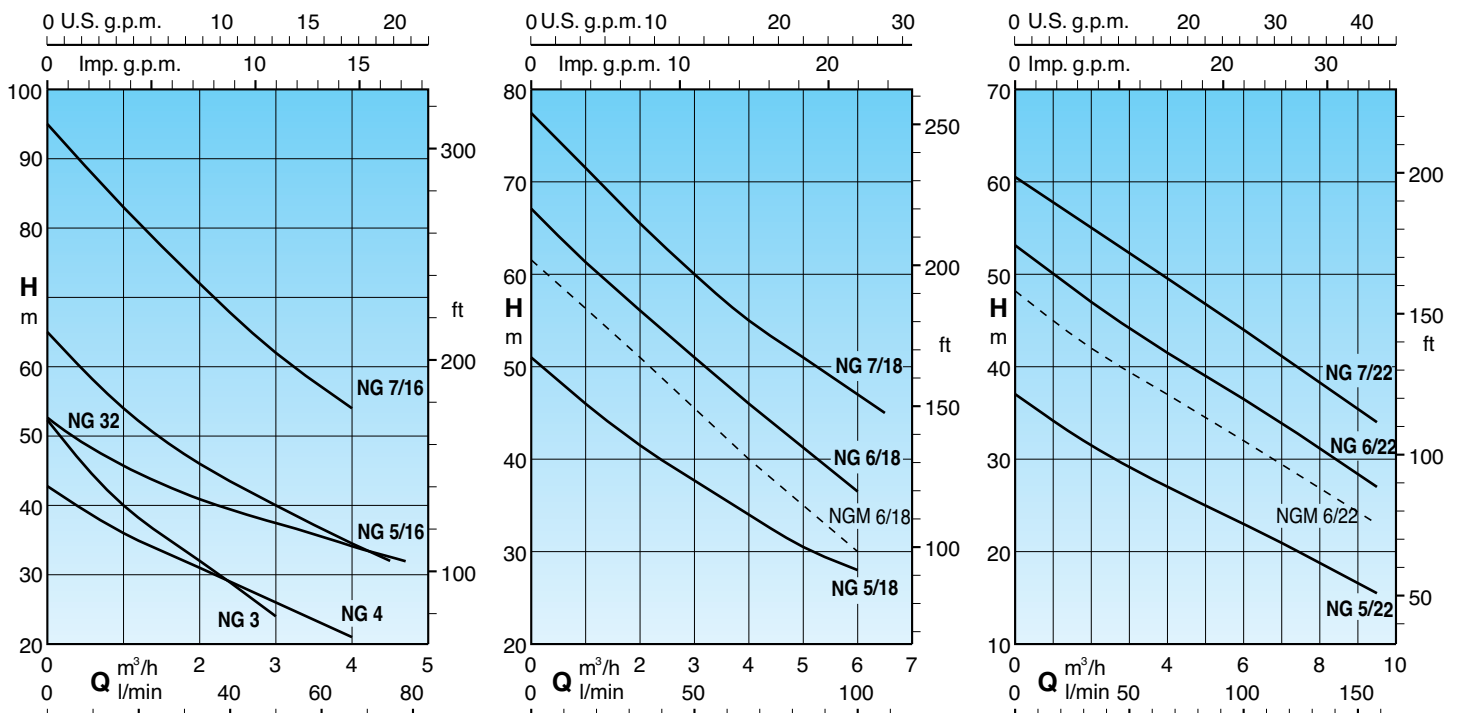 0 U.S. g.p.m. 10 15 20
0 Imp. g.p.m. 10 15
100
90
80
H
m
60
50
40
30
20
300
ft
200
100
NG 7/16
NG 32
NG 5/16
NG 4
NG 3
0 m³/h 2 3 4 5
Q
0 l/min 40 60 80
0 U.S. g.p.m. 10 20 30
0 Imp. g.p.m. 10 20
80
70
60
H
m
50
40
30
20
250
200
ft
150
100
NG 7/18
NG 6/18
NGM 6/18
NG 5/18
0 m³/h 2 3 4 5 6 7
Q
0 l/min 50 100
0 U.S. g.p.m. 20 30 40
0 Imp. g.p.m. 20 30
70
60
50
H
m
40
30
20
10
200
150
ft
100
50
NG 7/22
NG 6/22
NGM 6/22
NG 5/22
0 m³/h 4 6 8 10
Q
0 l/min 50 100 150